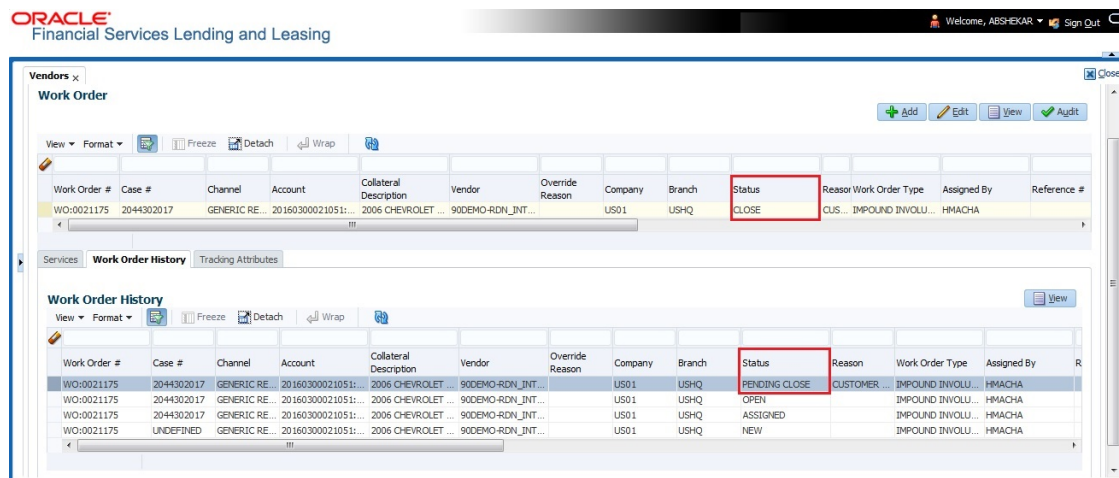 ORACLE
Financial Services Lending and Leasing
Welcome, ABSHEKAR Sign Out
Vendors x
Close
Work Order
Add Edit View Audit
View Format Freeze Detach Wrap
Work Order # Case # Channel Account Collateral Description Vendor Override Reason Company Branch Status Reason Work Order Type Assigned By Reference #
WO:0021175 2044302017 GENERIC RE... 20160300021051:... 2006 CHEVROLET ... 90DEMO-RDN_INT... US01 USHQ CLOSE CUS... IMPOUND INVOLU... HMACHA
Services Work Order History Tracking Attributes
Work Order History
View
View Format Freeze Detach Wrap
Work Order # Case # Channel Account Collateral Description Vendor Override Reason Company Branch Status Reason Work Order Type Assigned By R
WO:0021175 2044302017 GENERIC RE... 20160300021051:... 2006 CHEVROLET ... 90DEMO-RDN_INT... US01 USHQ PENDING CLOSE CUSTOMER ... IMPOUND INVOLU... HMACHA
WO:0021175 2044302017 GENERIC RE... 20160300021051:... 2006 CHEVROLET ... 90DEMO-RDN_INT... US01 USHQ OPEN IMPOUND INVOLU... HMACHA
WO:0021175 2044302017 GENERIC RE... 20160300021051:... 2006 CHEVROLET ... 90DEMO-RDN_INT... US01 USHQ ASSIGNED IMPOUND INVOLU... HMACHA
WO:0021175 UNDEFINED GENERIC RE... 20160300021051:... 2006 CHEVROLET ... 90DEMO-RDN_INT... US01 USHQ NEW IMPOUND INVOLU... HMACHA